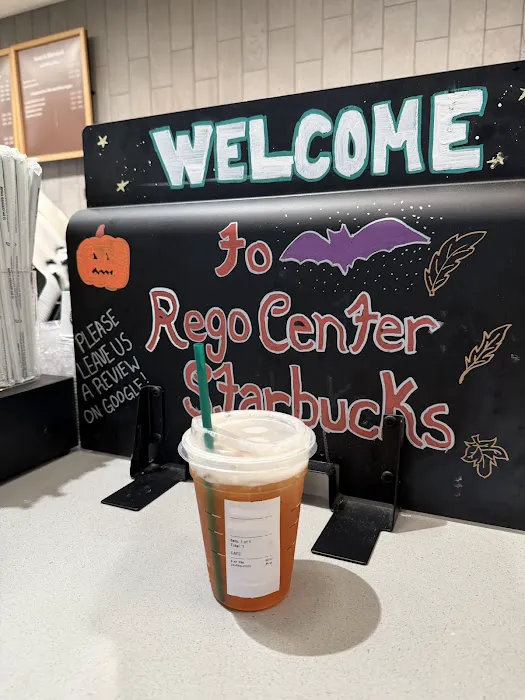 WELCOME
to
Rego Center
Starbucks
PLEASE
LEAVE US
A REVIEW
ON GOOGLE!